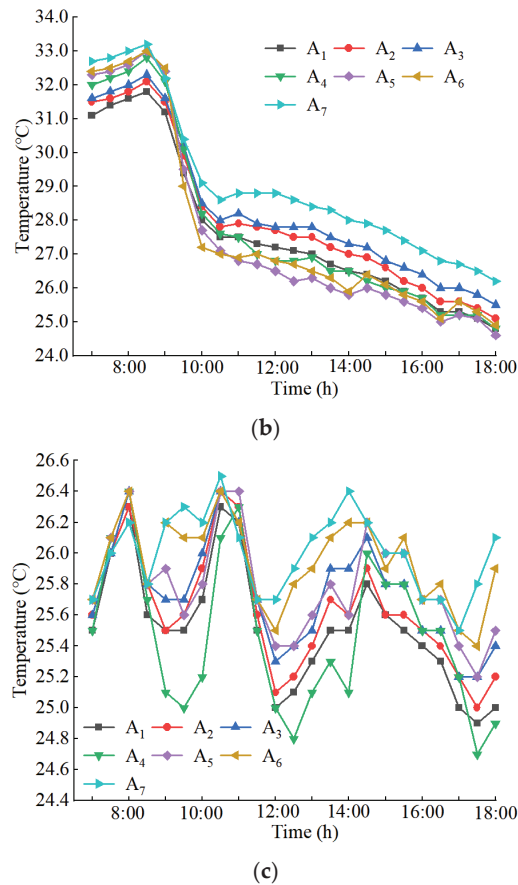 33.0
32.0
31.0
30.0
29.0
28.0
27.0
26.0
25.0
24.0
Temperature (°C)
A₁ A₂ A₃
A₄ A₅ A₆
A₇
8:00 10:00 12:00 14:00 16:00 18:00
Time (h)
(b)
26.6
26.4
26.2
26.0
25.8
25.6
25.4
25.2
25.0
24.8
24.6
24.4
Temperature (°C)
A₁ A₂ A₃
A₄ A₅ A₆
A₇
8:00 10:00 12:00 14:00 16:00 18:00
Time (h)
(c)